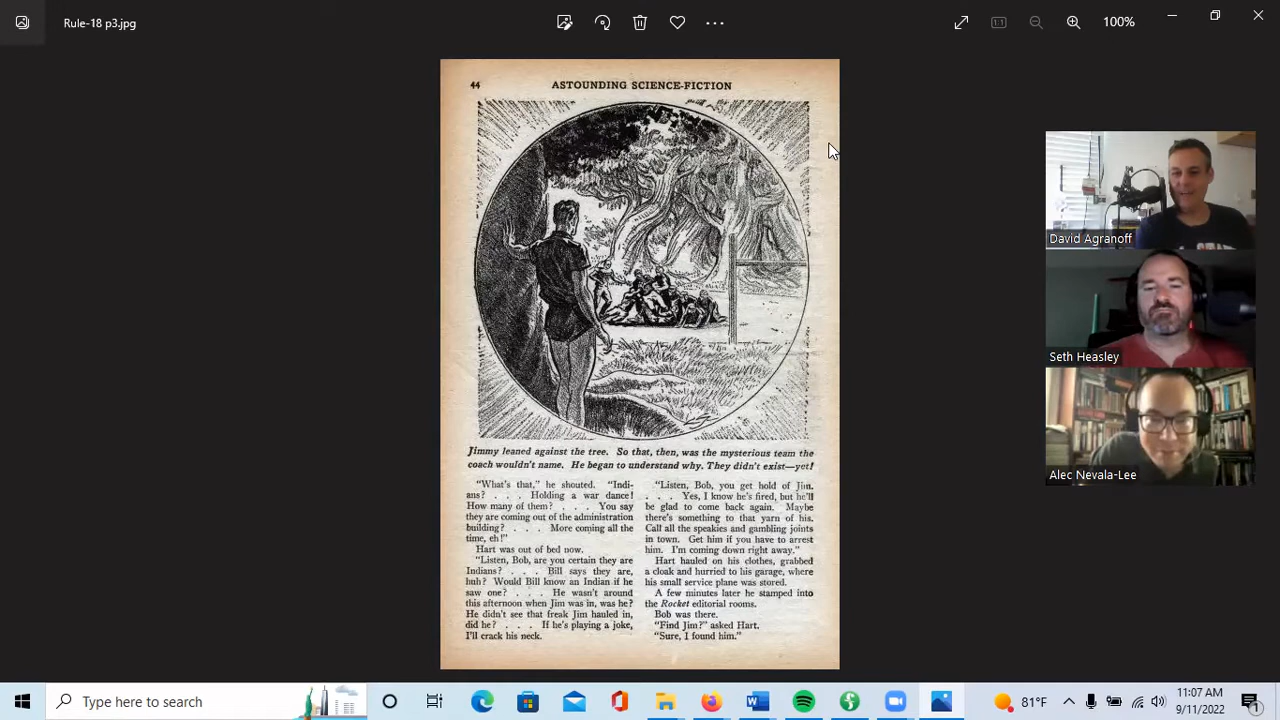 Rule-18 p3.jpg
100%
44
ASTOUNDING SCIENCE-FICTION
Jimmy leaned against the tree. So that, then, was the mysterious team the
coach wouldn't name. He began to understand why. They didn't exist—yet!
"What's that," he shouted. "Indi-
ans? . . . Holding a war dance!
How many of them? . . . You say
they are coming out of the administration
building? . . . More coming all the
time, eh!"
Hart was out of bed now.
"Listen, Bob, are you certain they are
Indians? . . . Bill says they are,
huh? Would Bill know an Indian if he
saw one? . . . He wasn't around
this afternoon when Jim was in, was he?
He didn't see that freak Jim hauled in,
did he? . . . If he's playing a joke,
I'll crack his neck.
"Listen, Bob, you get hold of Jim.
. . . Yes, I know he's fired, but he'll
be glad to come back again. Maybe
there's something to that yarn of his.
Call all the speakies and gambling joints
in town. Get him if you have to arrest
him. I'm coming down right away."
Hart hauled on his clothes, grabbed
a cloak and hurried to his garage, where
his small service plane was stored.
A few minutes later he stamped into
the Rocket editorial rooms.
Bob was there.
"Find Jim?" asked Hart.
"Sure, I found him."
David Agranoff
Seth Heasley
Alec Nevala-Lee
Type here to search
81°F
11:07 AM
9/11/2022